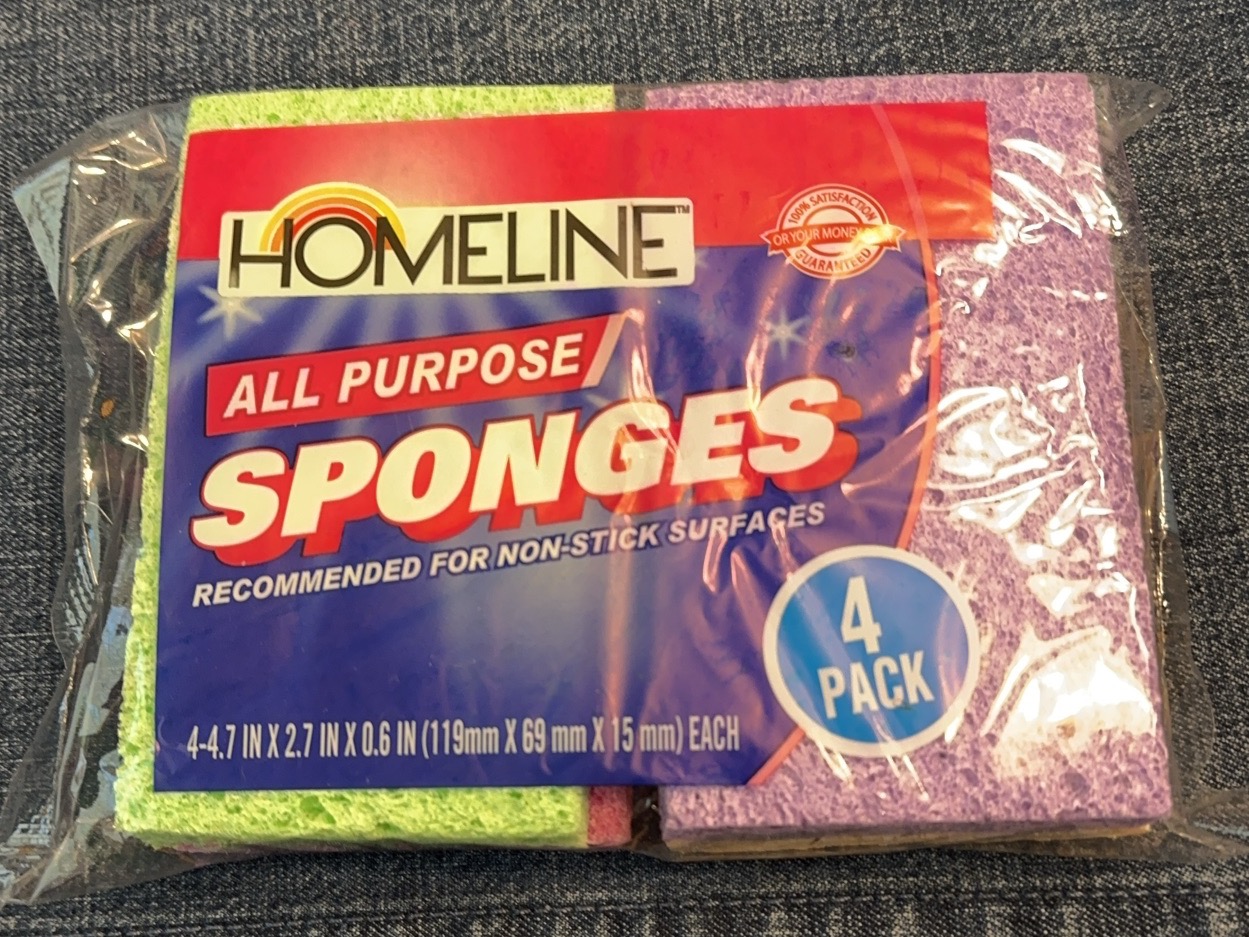 HOMELINE™
100% SATISFACTION
OR YOUR MONEY
GUARANTEED
ALL PURPOSE
SPONGES
RECOMMENDED FOR NON-STICK SURFACES
4
PACK
4-4.7 IN X 2.7 IN X 0.6 IN (119mm X 69 mm X 15 mm) EACH